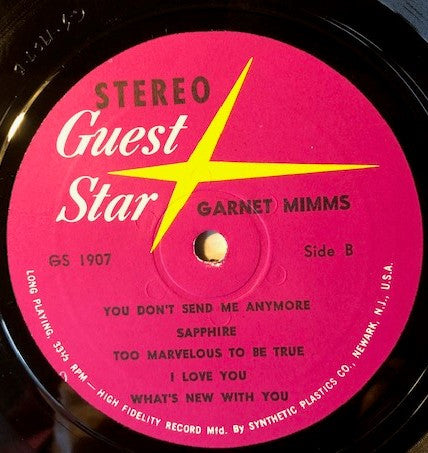 STEREO
Guest
Star
GARNET MIMMS
GS 1907
Side B
YOU DON'T SEND ME ANYMORE
SAPPHIRE
TOO MARVELOUS TO BE TRUE
I LOVE YOU
WHAT'S NEW WITH YOU
LONG PLAYING, 33⅓ RPM — HIGH FIDELITY RECORD Mfd. By SYNTHETIC PLASTICS CO., NEWARK, N.J., U.S.A.